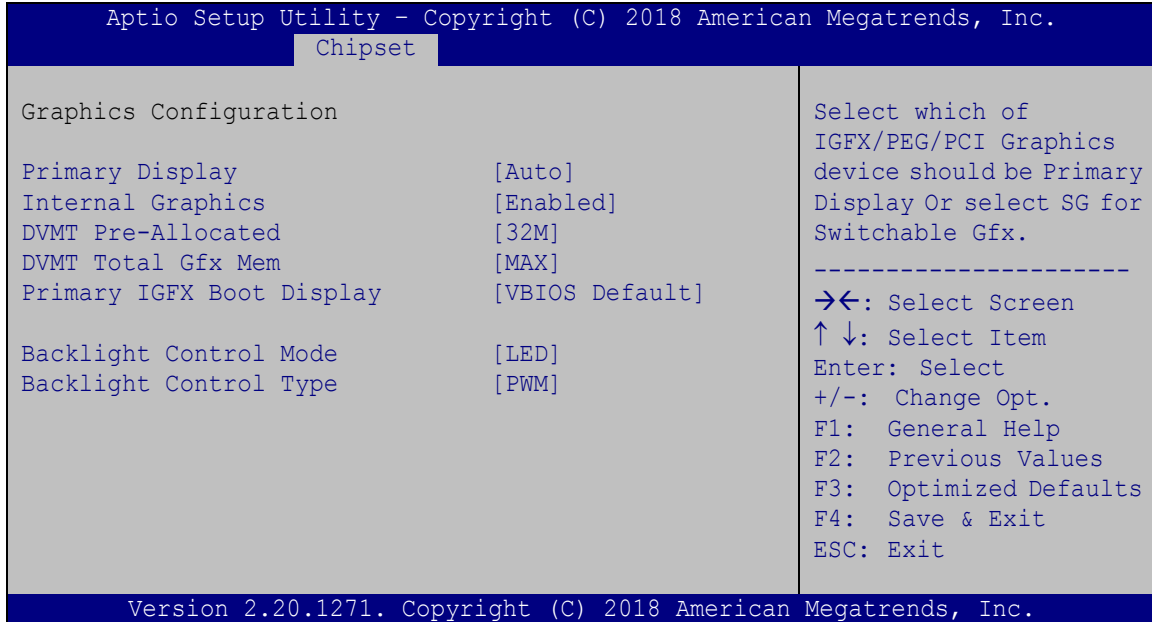 Aptio Setup Utility – Copyright (C) 2018 American Megatrends, Inc.
Chipset
Graphics Configuration
Primary Display [Auto]
Internal Graphics [Enabled]
DVMT Pre-Allocated [32M]
DVMT Total Gfx Mem [MAX]
Primary IGFX Boot Display [VBIOS Default]
Backlight Control Mode [LED]
Backlight Control Type [PWM]
Select which of
IGFX/PEG/PCI Graphics
device should be Primary
Display Or select SG for
Switchable Gfx.
----------------------
→←: Select Screen
↑ ↓: Select Item
Enter: Select
+/-: Change Opt.
F1: General Help
F2: Previous Values
F3: Optimized Defaults
F4: Save & Exit
ESC: Exit
Version 2.20.1271. Copyright (C) 2018 American Megatrends, Inc.